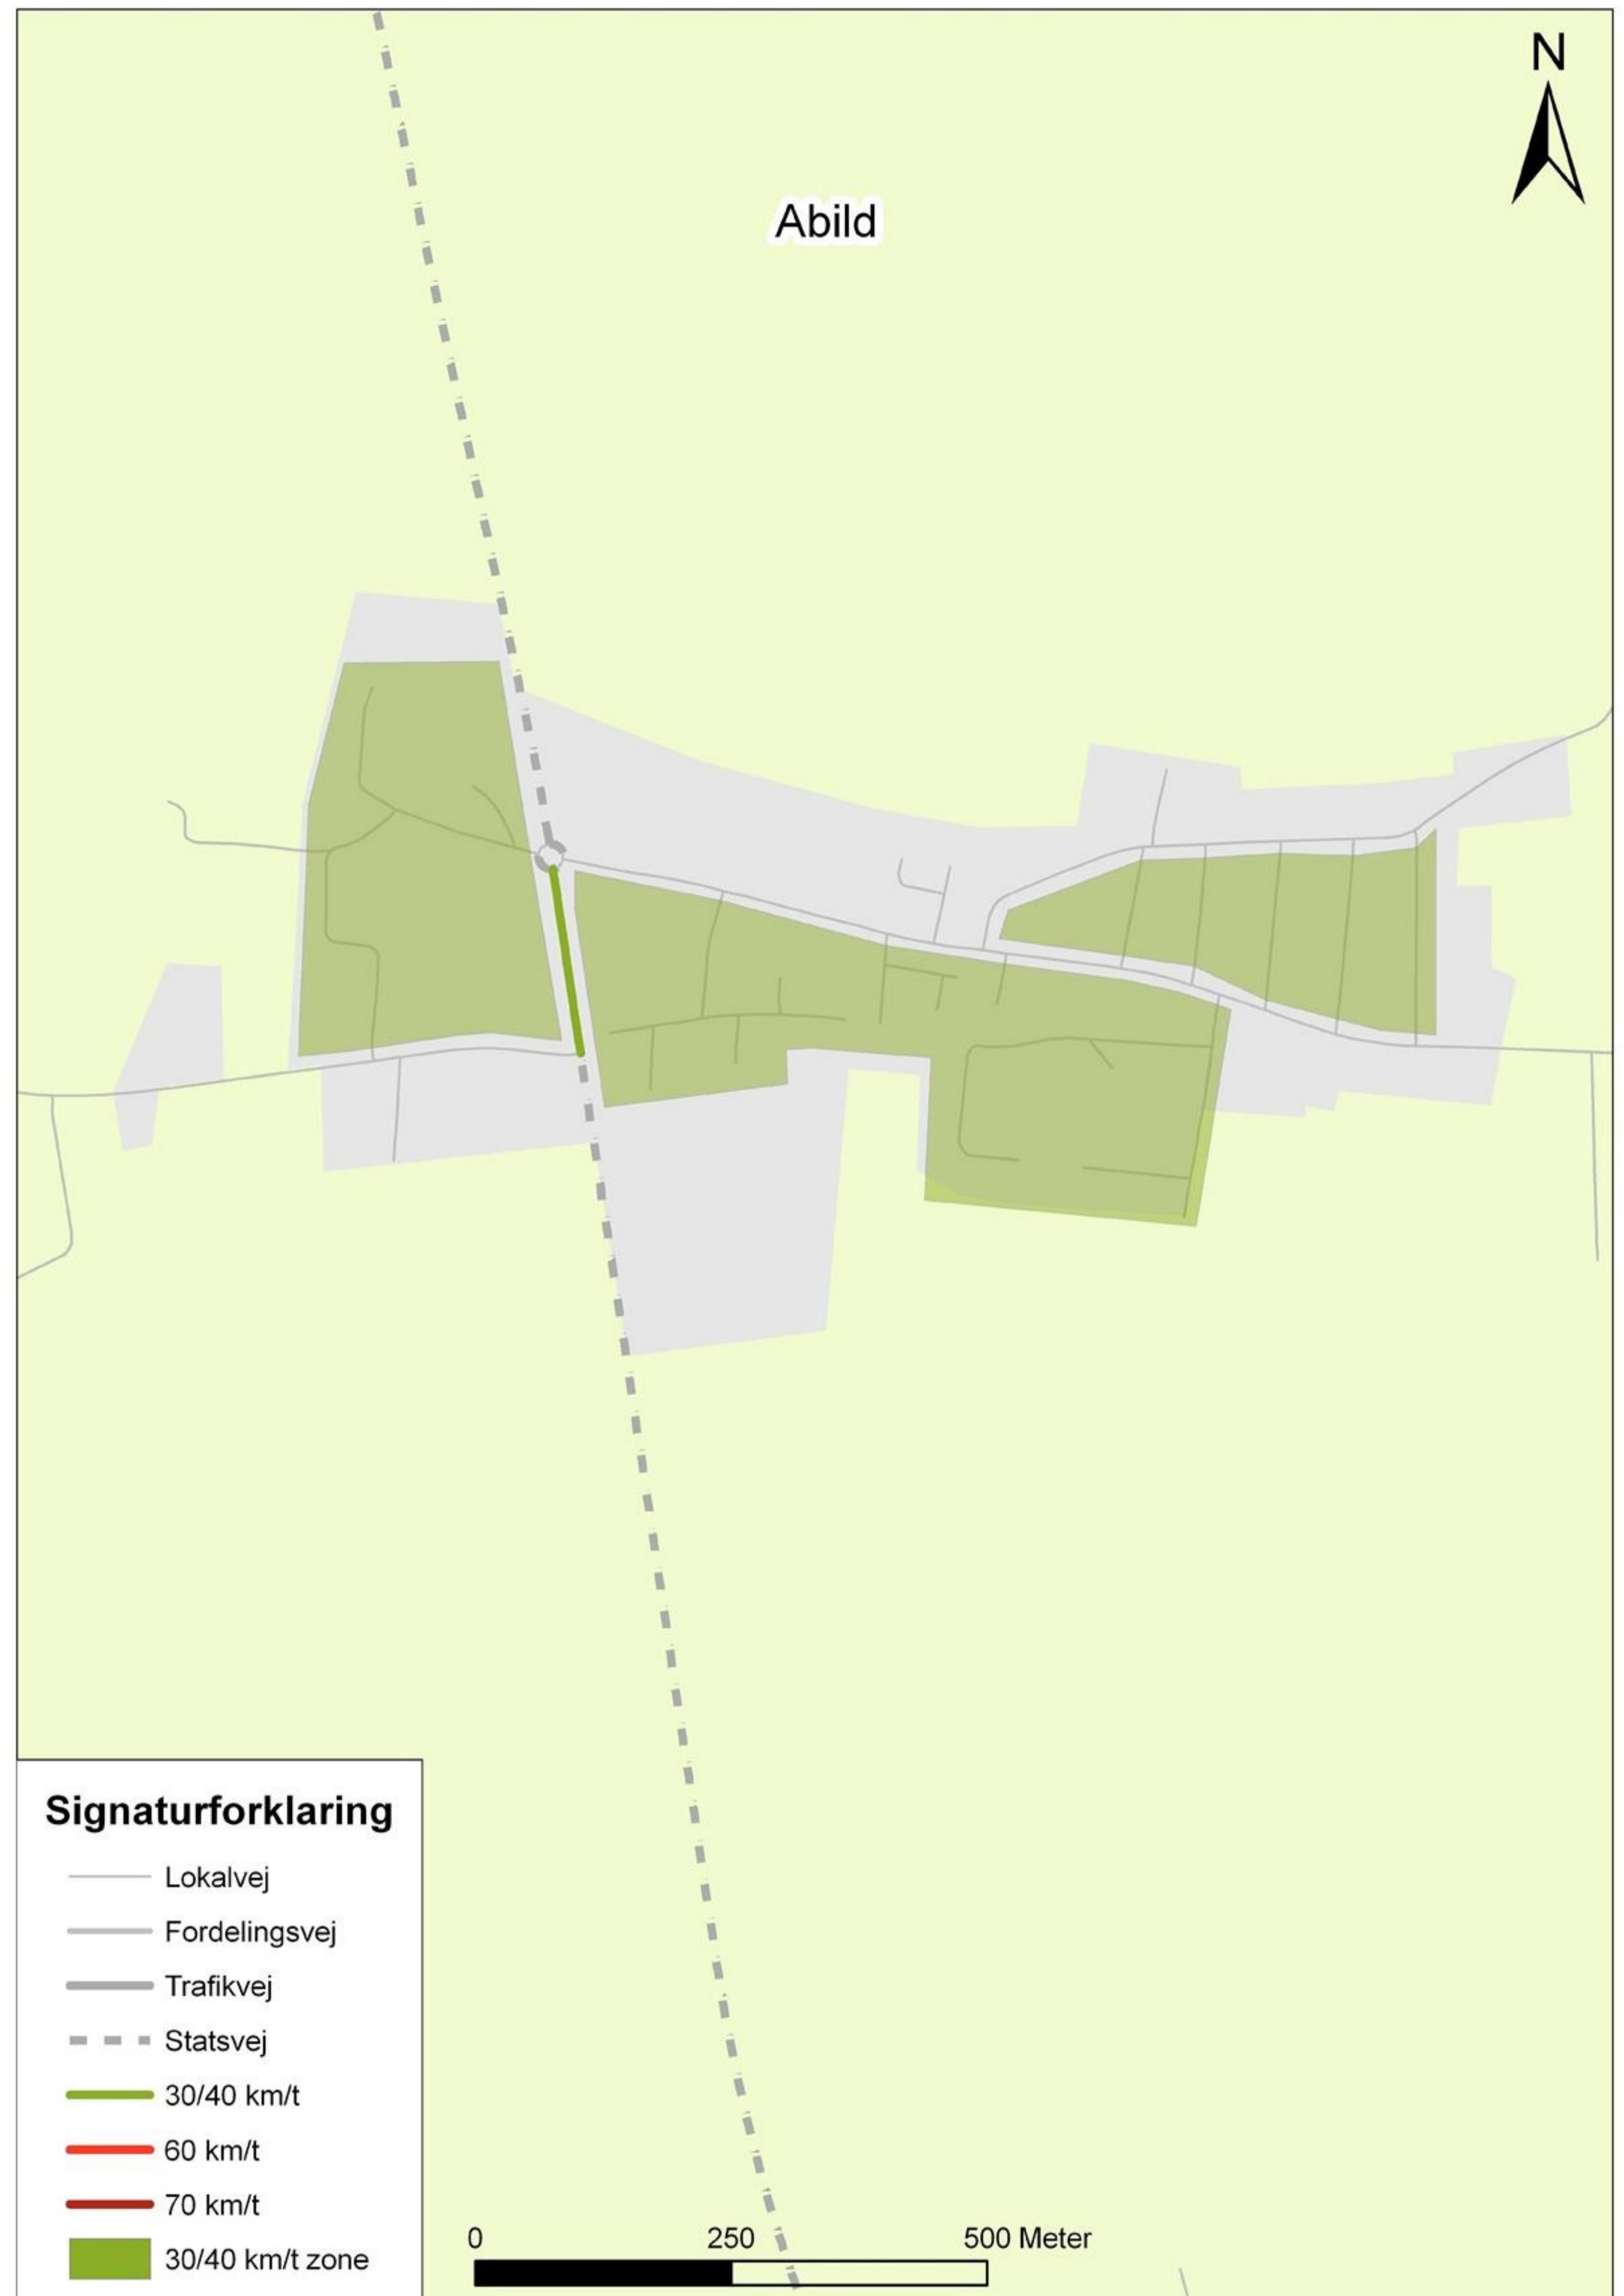 N
Abild
Signaturforklaring
Lokalvej
Fordelingsvej
Trafikvej
Statsvej
30/40 km/t
60 km/t
70 km/t
30/40 km/t zone
0 250 500 Meter